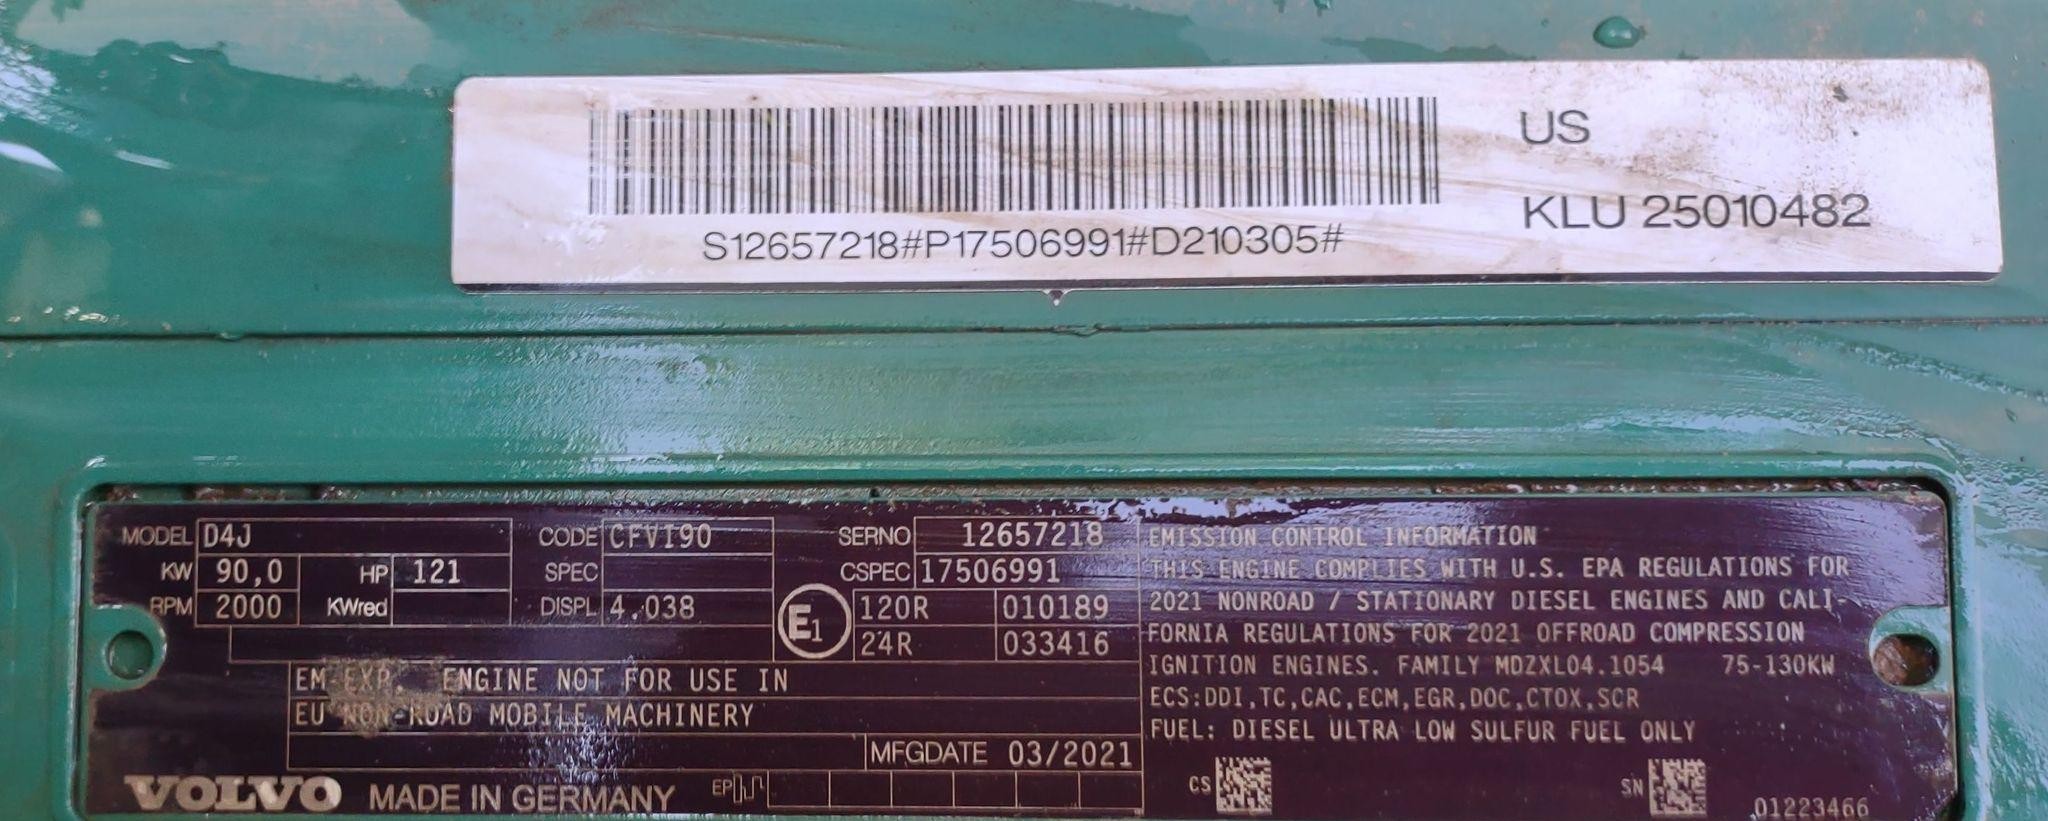 US
KLU 25010482
S12657218#P17506991#D210305#
MODEL D4J CODE CFVI90 SERNO 12657218
KW 90,0 HP 121 SPEC CSPEC 17506991
RPM 2000 KWred DISPL 4.038 E1 120R 010189
24R 033416
EM-EXP. ENGINE NOT FOR USE IN
EU NON-ROAD MOBILE MACHINERY
MFGDATE 03/2021
VOLVO MADE IN GERMANY EP
EMISSION CONTROL INFORMATION
THIS ENGINE COMPLIES WITH U.S. EPA REGULATIONS FOR
2021 NONROAD / STATIONARY DIESEL ENGINES AND CALI-
FORNIA REGULATIONS FOR 2021 OFFROAD COMPRESSION
IGNITION ENGINES. FAMILY MDZXL04.1054 75-130KW
ECS:DDI,TC,CAC,ECM,EGR,DOC,CTOX,SCR
FUEL: DIESEL ULTRA LOW SULFUR FUEL ONLY
CS SN 01223466